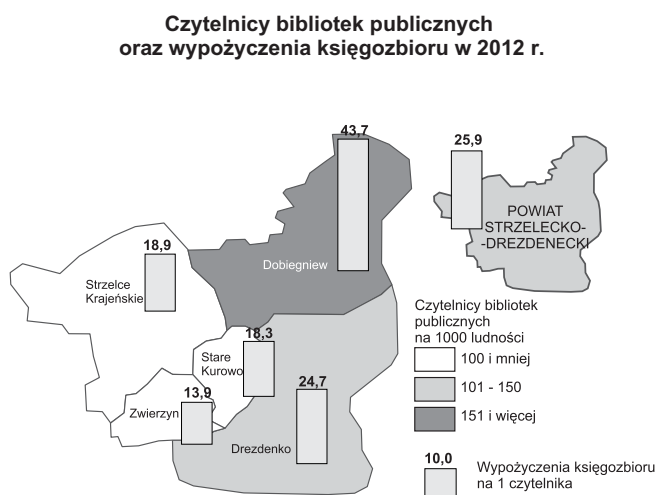 Czytelnicy bibliotek publicznych
oraz wypożyczenia księgozbioru w 2012 r.
43,7
25,9
POWIAT
STRZELECKO-
-DREZDENECKI
18,9
Dobiegniew
Strzelce
Krajeńskie
Czytelnicy bibliotek
publicznych
na 1000 ludności
18,3
Stare
Kurowo
100 i mniej
24,7
101 - 150
13,9
Zwierzyn
151 i więcej
Drezdenko
10,0
Wypożyczenia księgozbioru
na 1 czytelnika